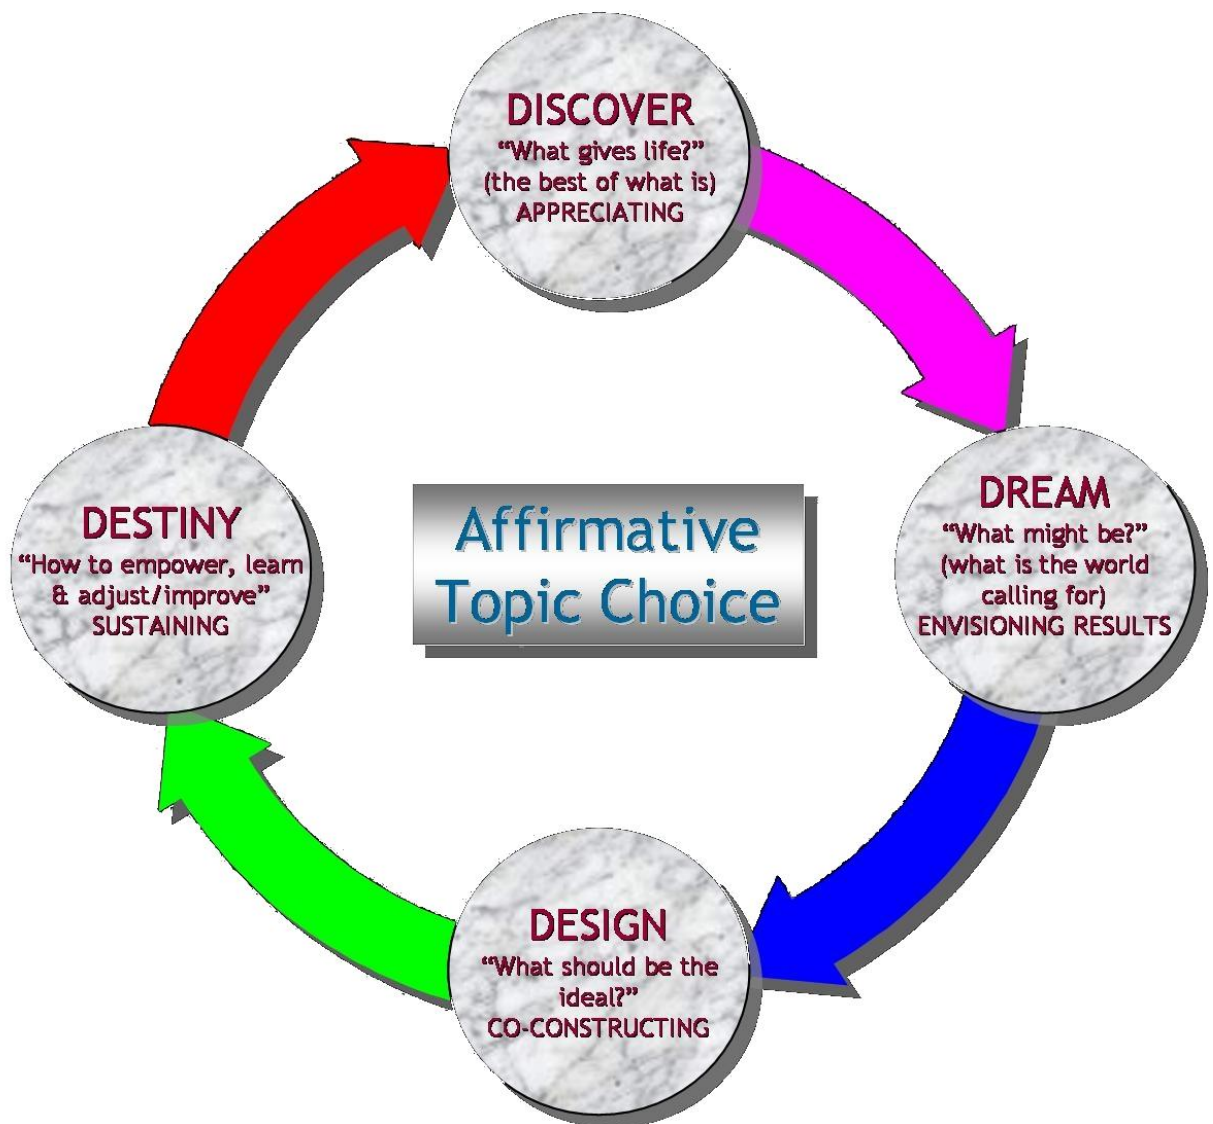 DISCOVER
“What gives life?”
(the best of what is)
APPRECIATING
DREAM
“What might be?”
(what is the world
calling for)
ENVISIONING RESULTS
DESIGN
“What should be the
ideal?”
CO-CONSTRUCTING
DESTINY
“How to empower, learn
& adjust/improve”
SUSTAINING
Affirmative
Topic Choice